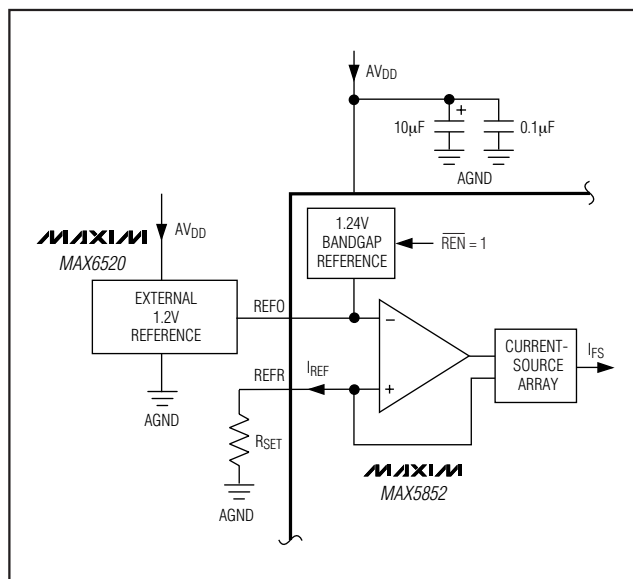 AVDD
10µF
+
0.1µF
AGND
MAXIM
MAX6520
AVDD
1.24V
BANDGAP
REFERENCE
REN = 1
EXTERNAL
1.2V
REFERENCE
REFO
−
CURRENT-
SOURCE
ARRAY
IFS
REFR
IREF
+
AGND
RSET
MAXIM
MAX5852
AGND